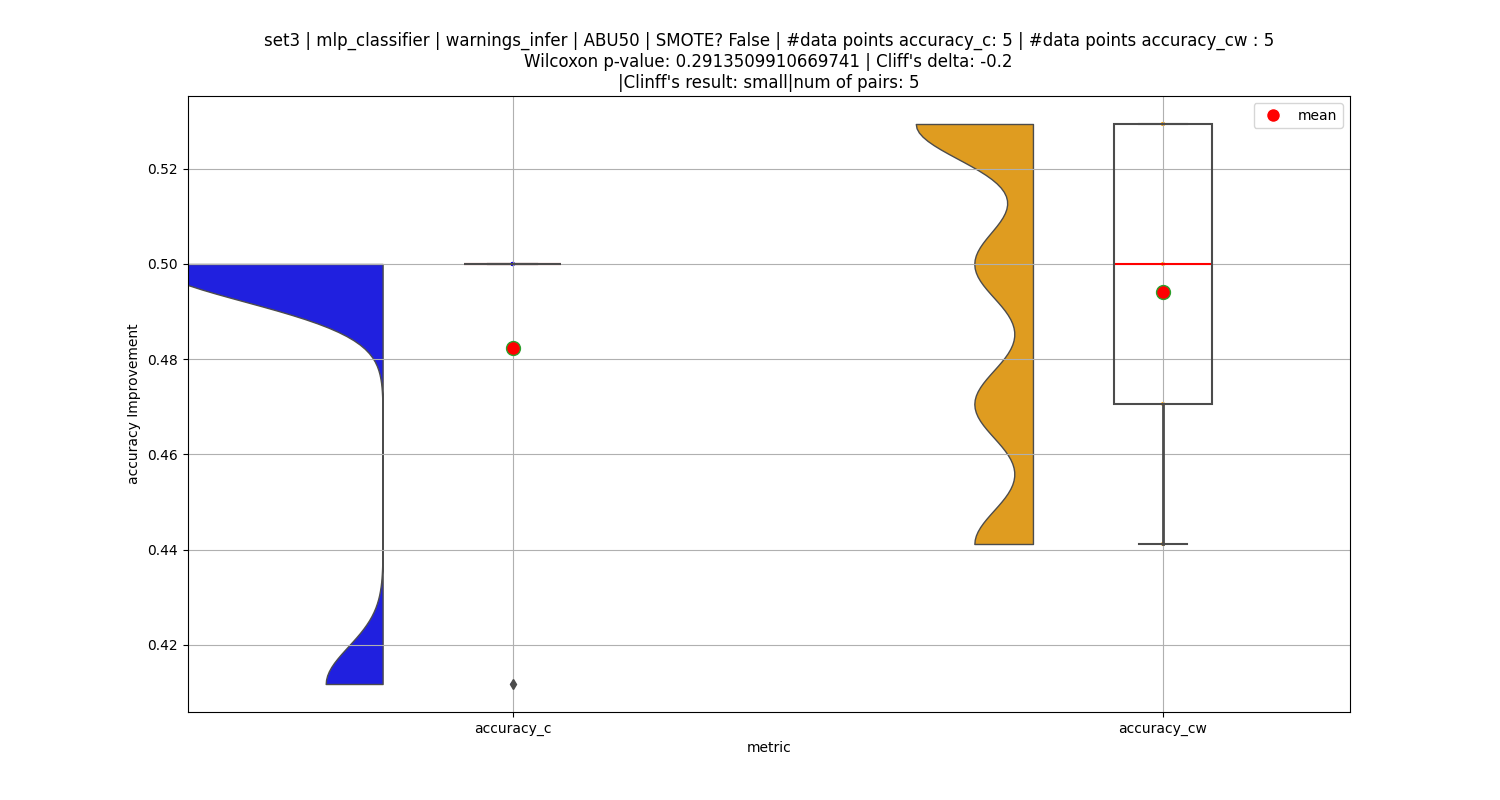 set3 | mlp_classifier | warnings_infer | ABU50 | SMOTE? False | #data points accuracy_c: 5 | #data points accuracy_cw : 5
Wilcoxon p-value: 0.2913509910669741 | Cliff's delta: -0.2
|Clinff's result: small|num of pairs: 5
mean
0.52
0.50
0.48
0.46
0.44
0.42
accuracy Improvement
accuracy_c
accuracy_cw
metric